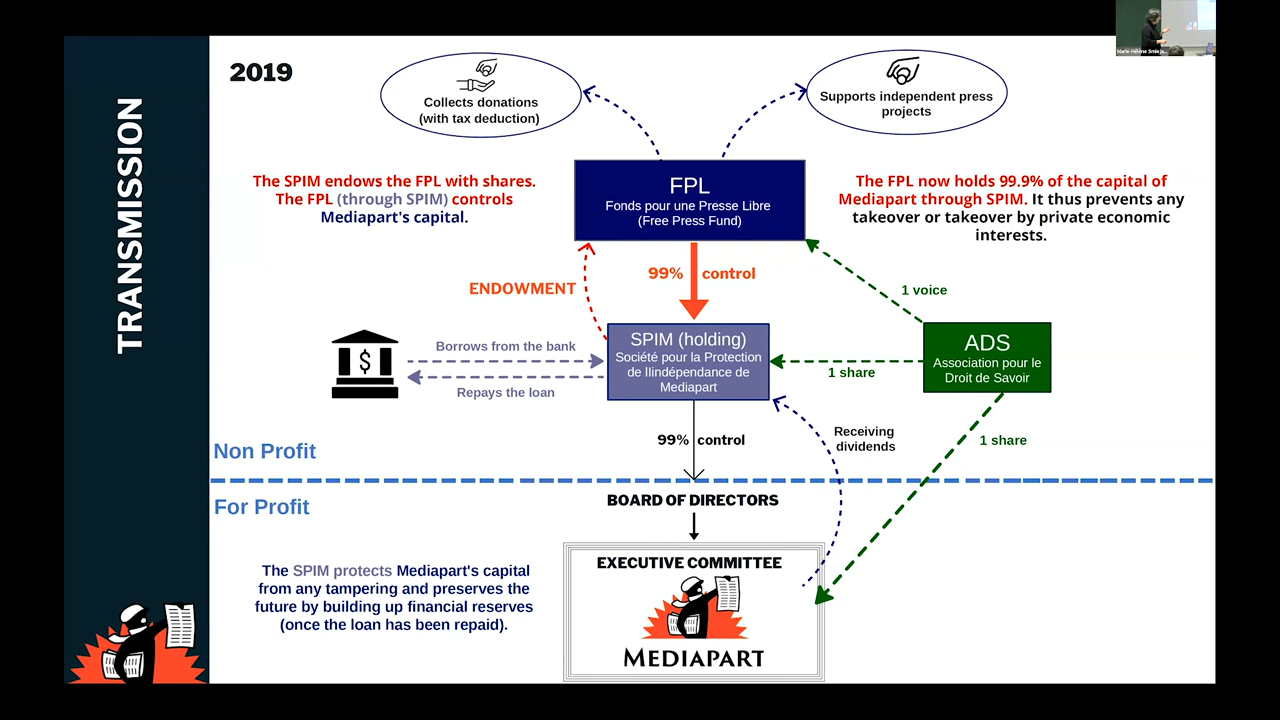 2019
TRANSMISSION
Collects donations
(with tax deduction)
Supports independent press
projects
The SPIM endows the FPL with shares.
The FPL (through SPIM) controls
Mediapart's capital.
FPL
Fonds pour une Presse Libre
(Free Press Fund)
The FPL now holds 99.9% of the capital of
Mediapart through SPIM. It thus prevents any
takeover or takeover by private economic
interests.
ENDOWMENT
99% control
1 voice
Borrows from the bank
Repays the loan
$
SPIM (holding)
Société pour la Protection
de lIindépendance de
Mediapart
1 share
ADS
Association pour le
Droit de Savoir
99% control
Receiving
dividends
1 share
Non Profit
For Profit
BOARD OF DIRECTORS
EXECUTIVE COMMITTEE
MEDIAPART
The SPIM protects Mediapart's capital
from any tampering and preserves the
future by building up financial reserves
(once the loan has been repaid).